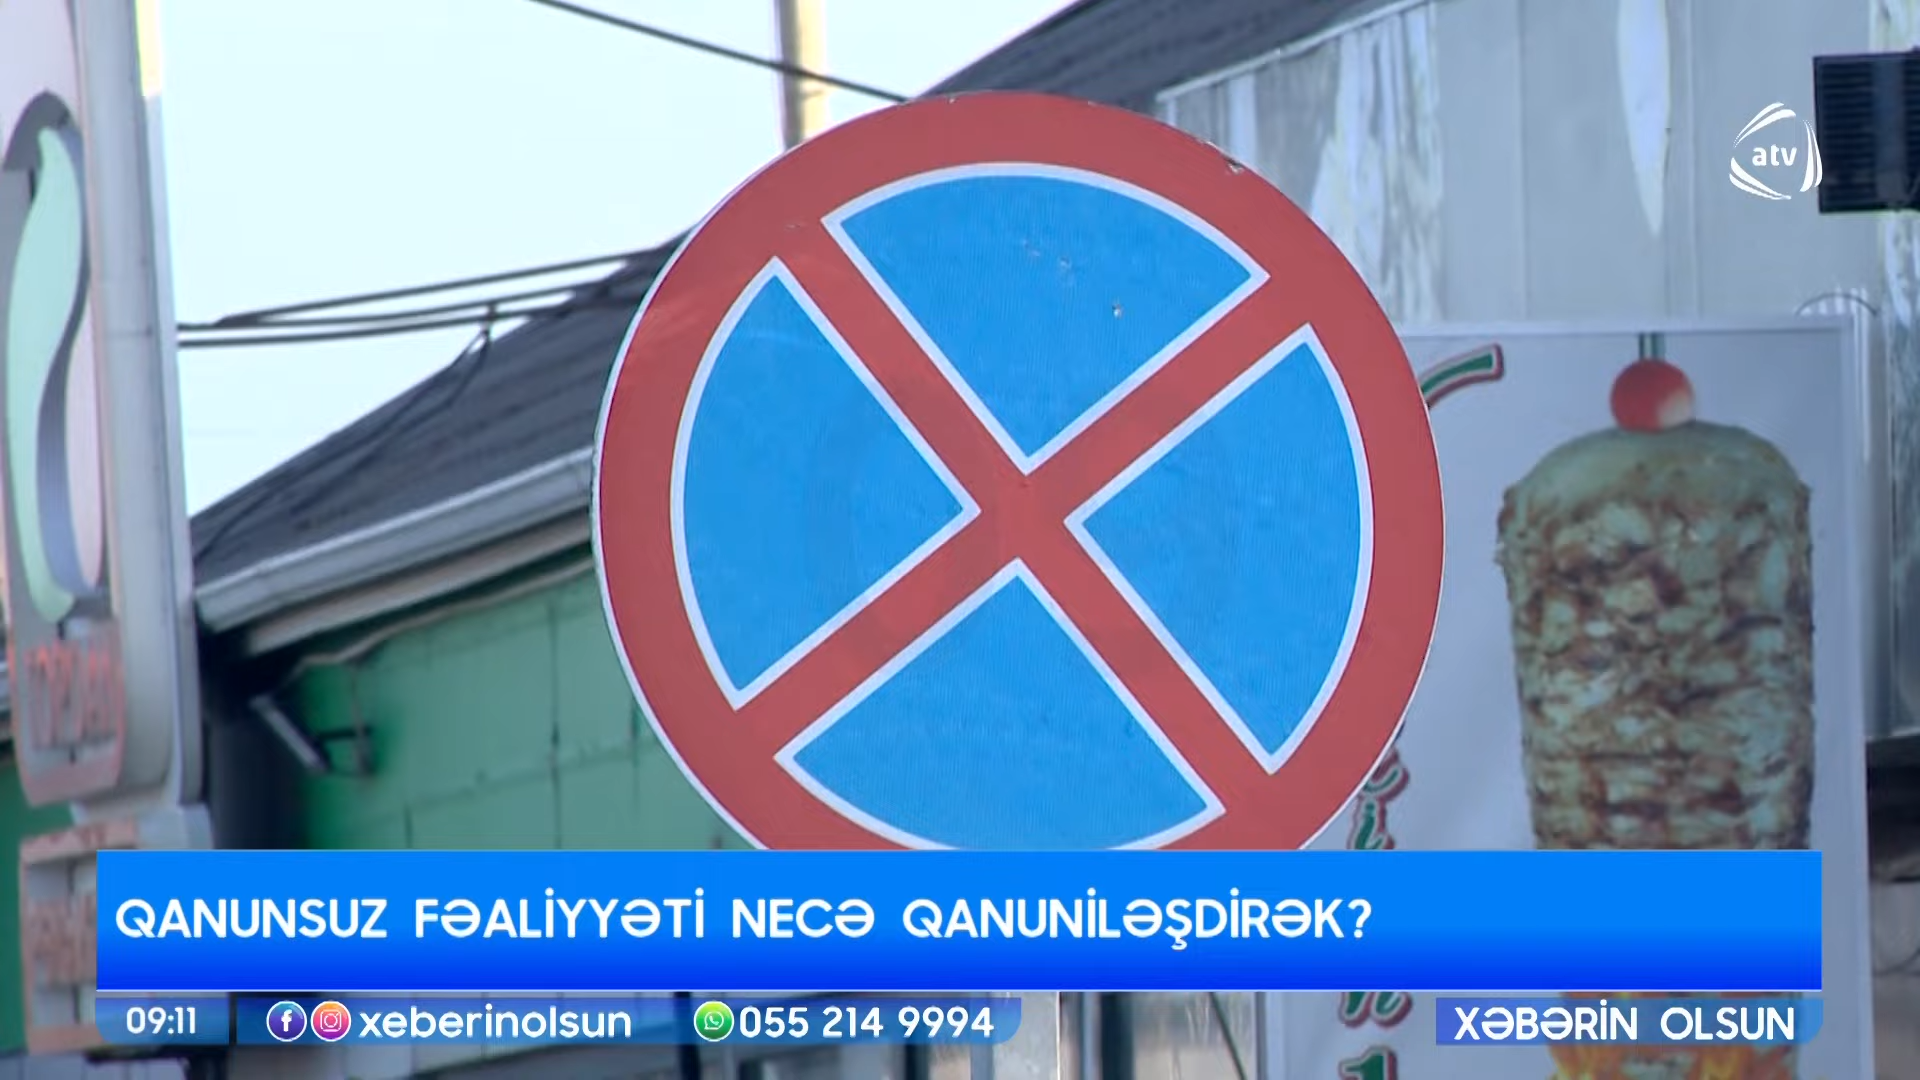 atv
QANUNSUZ FƏALİYYƏTİ NECƏ QANUNİLƏŞDİRƏK?
09:11 xeberinolsun 055 214 9994 XƏBƏRİN OLSUN